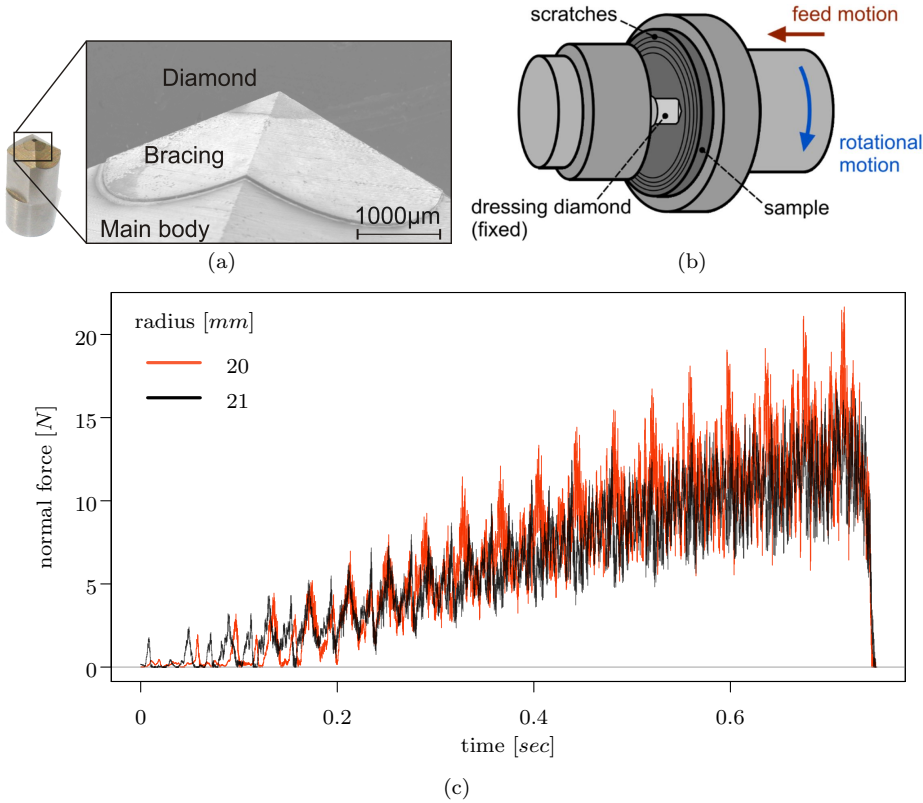 Diamond
Bracing
Main body
1000µm
(a)
scratches
feed motion
rotational
motion
dressing diamond
(fixed)
sample
(b)
radius [mm]
20
21
normal force [N]
20
15
10
5
0
0
0.2
0.4
0.6
time [sec]
(c)